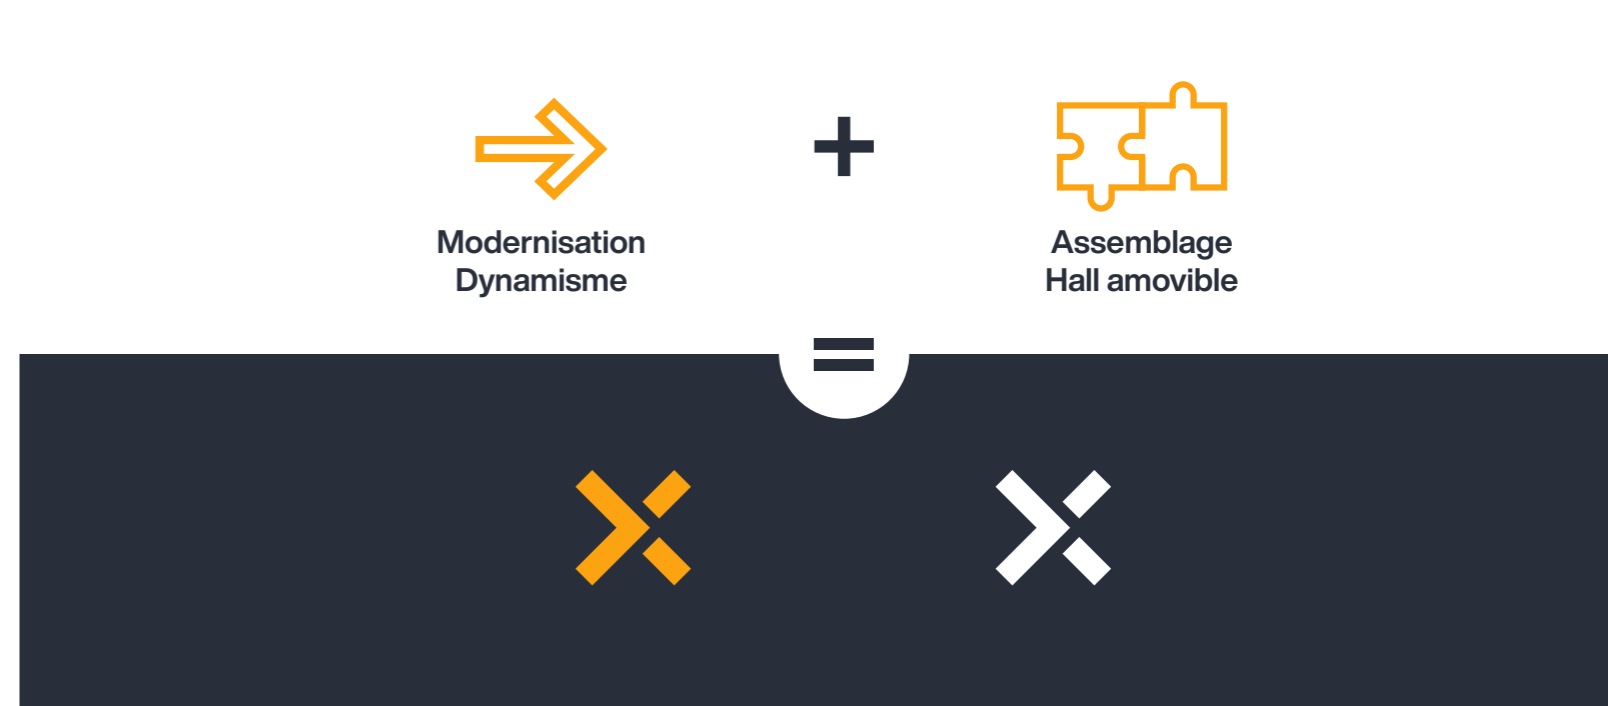 +
Modernisation
Dynamisme
Assemblage
Hall amovible
=